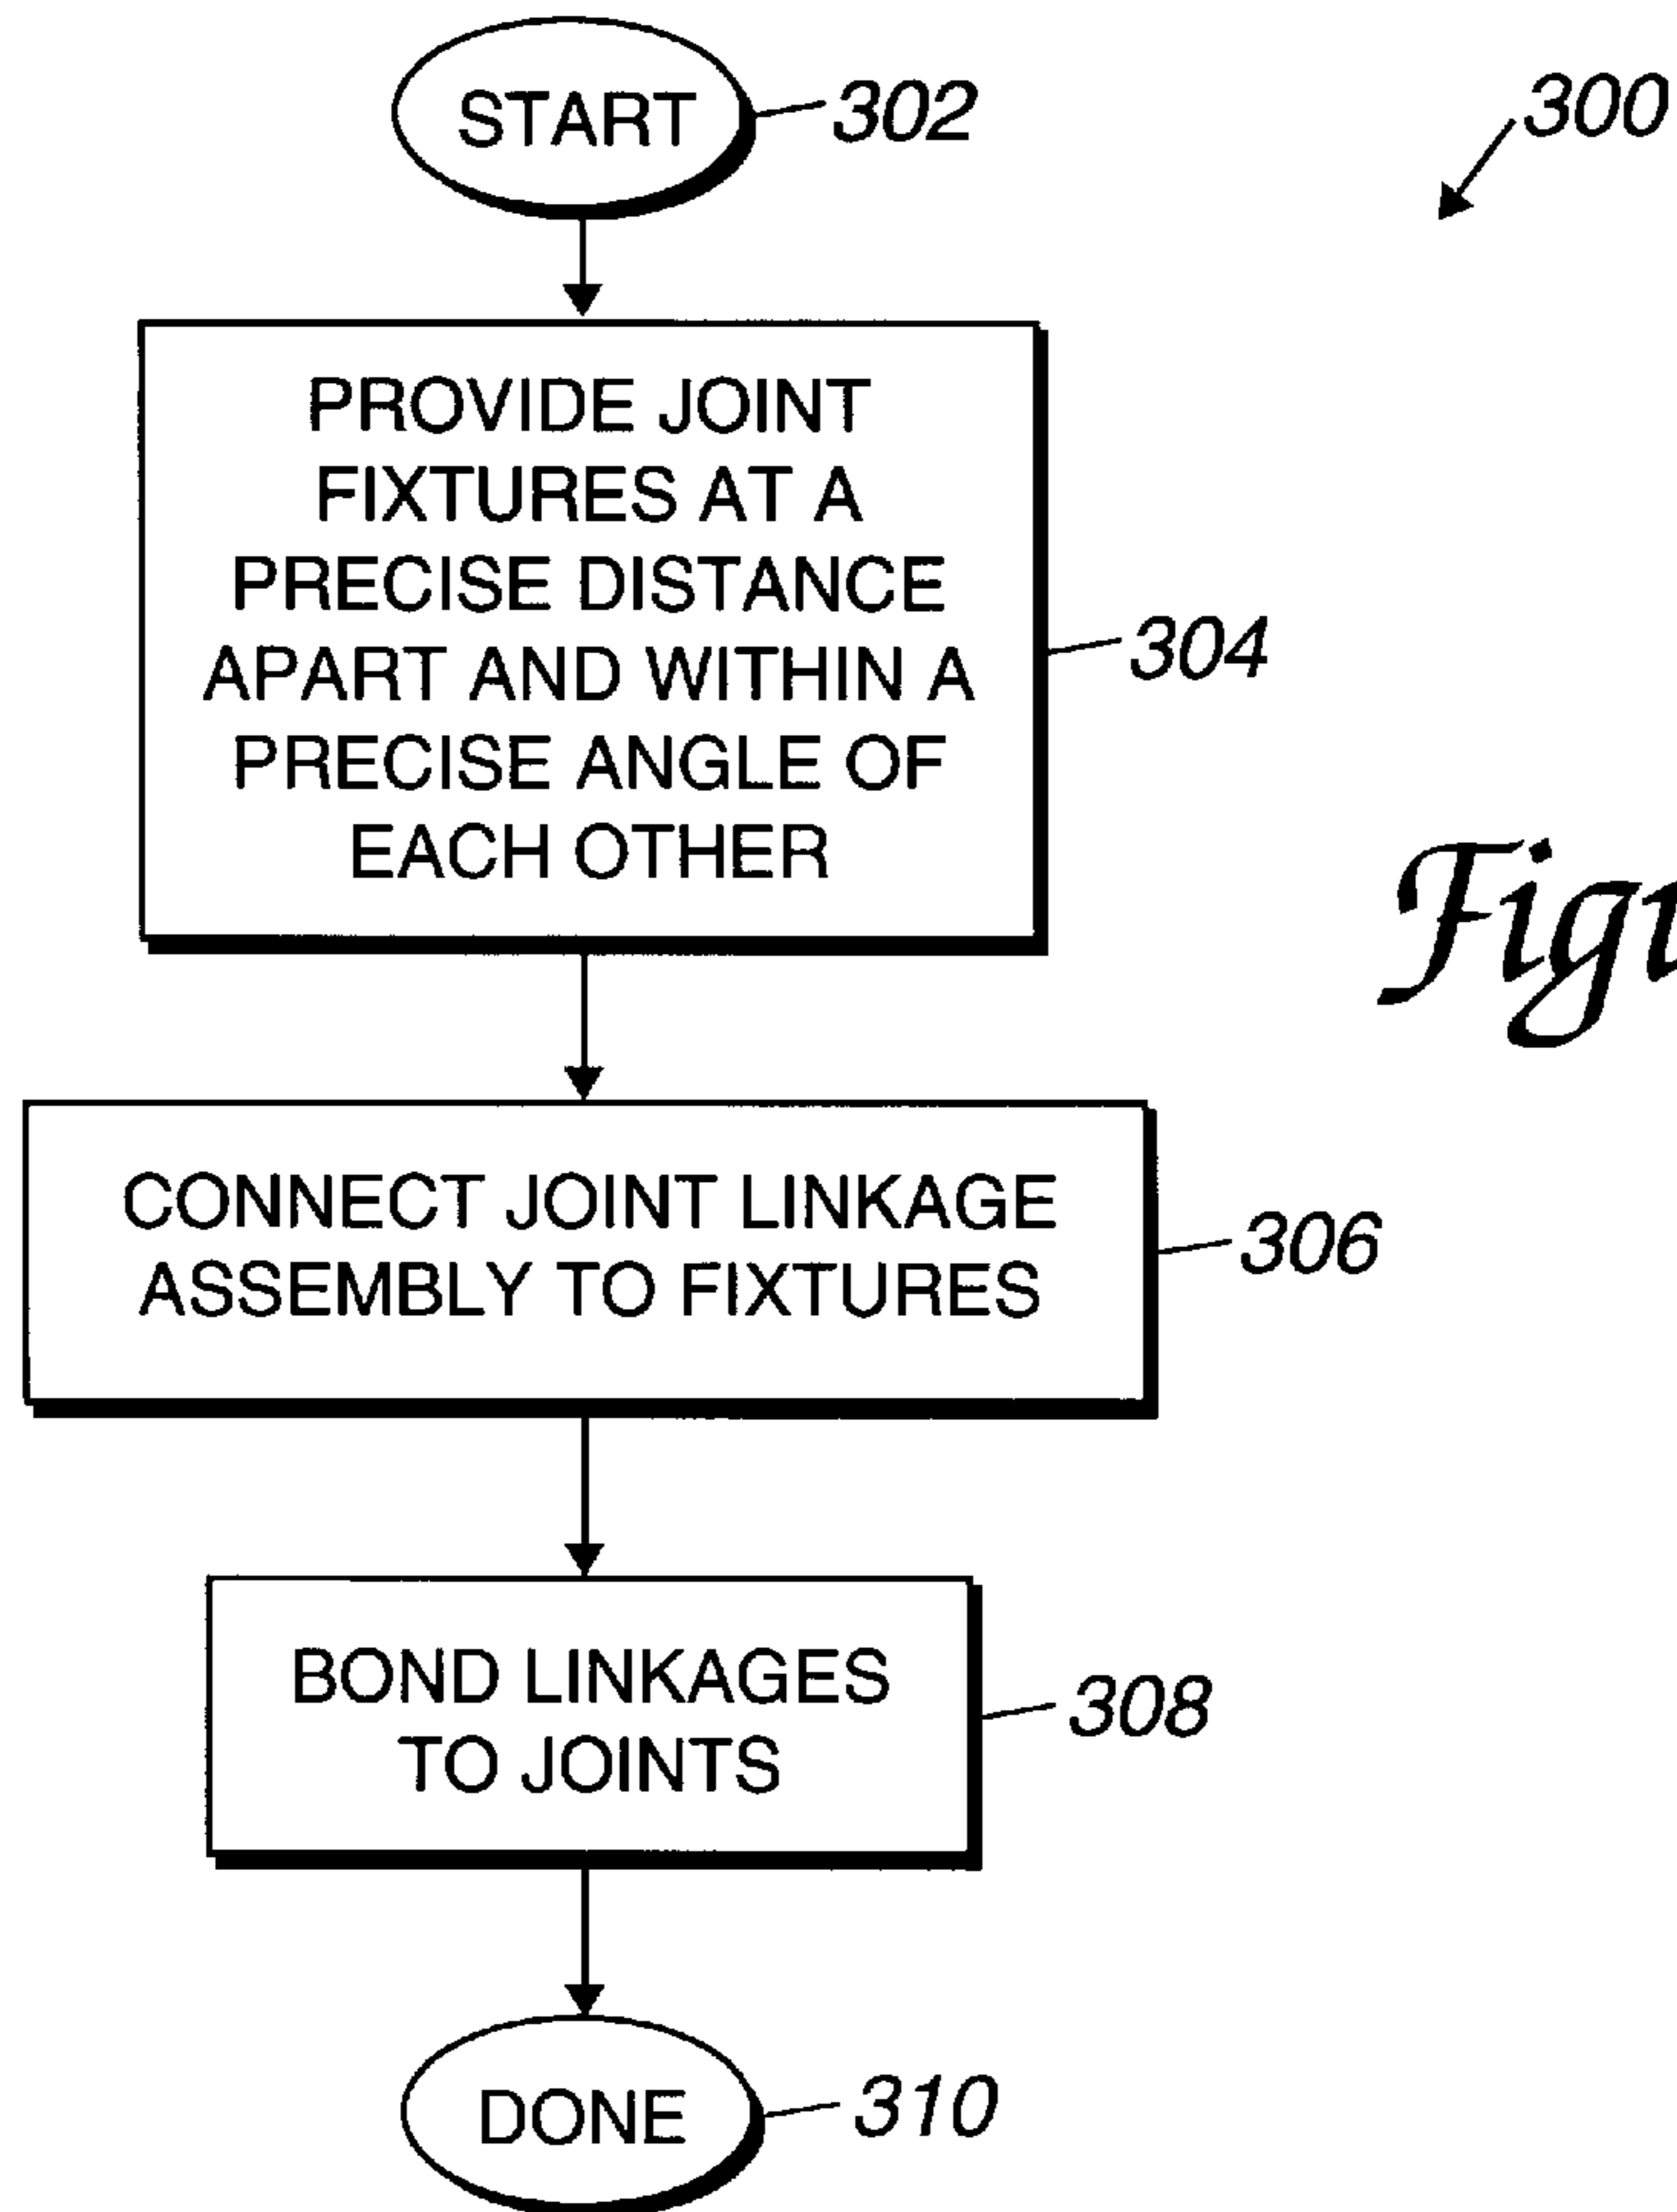 START
302
300
PROVIDE JOINT
FIXTURES AT A
PRECISE DISTANCE
APART AND WITHIN A
PRECISE ANGLE OF
EACH OTHER
304
CONNECT JOINT LINKAGE
ASSEMBLY TO FIXTURES
306
BOND LINKAGES
TO JOINTS
308
DONE
310